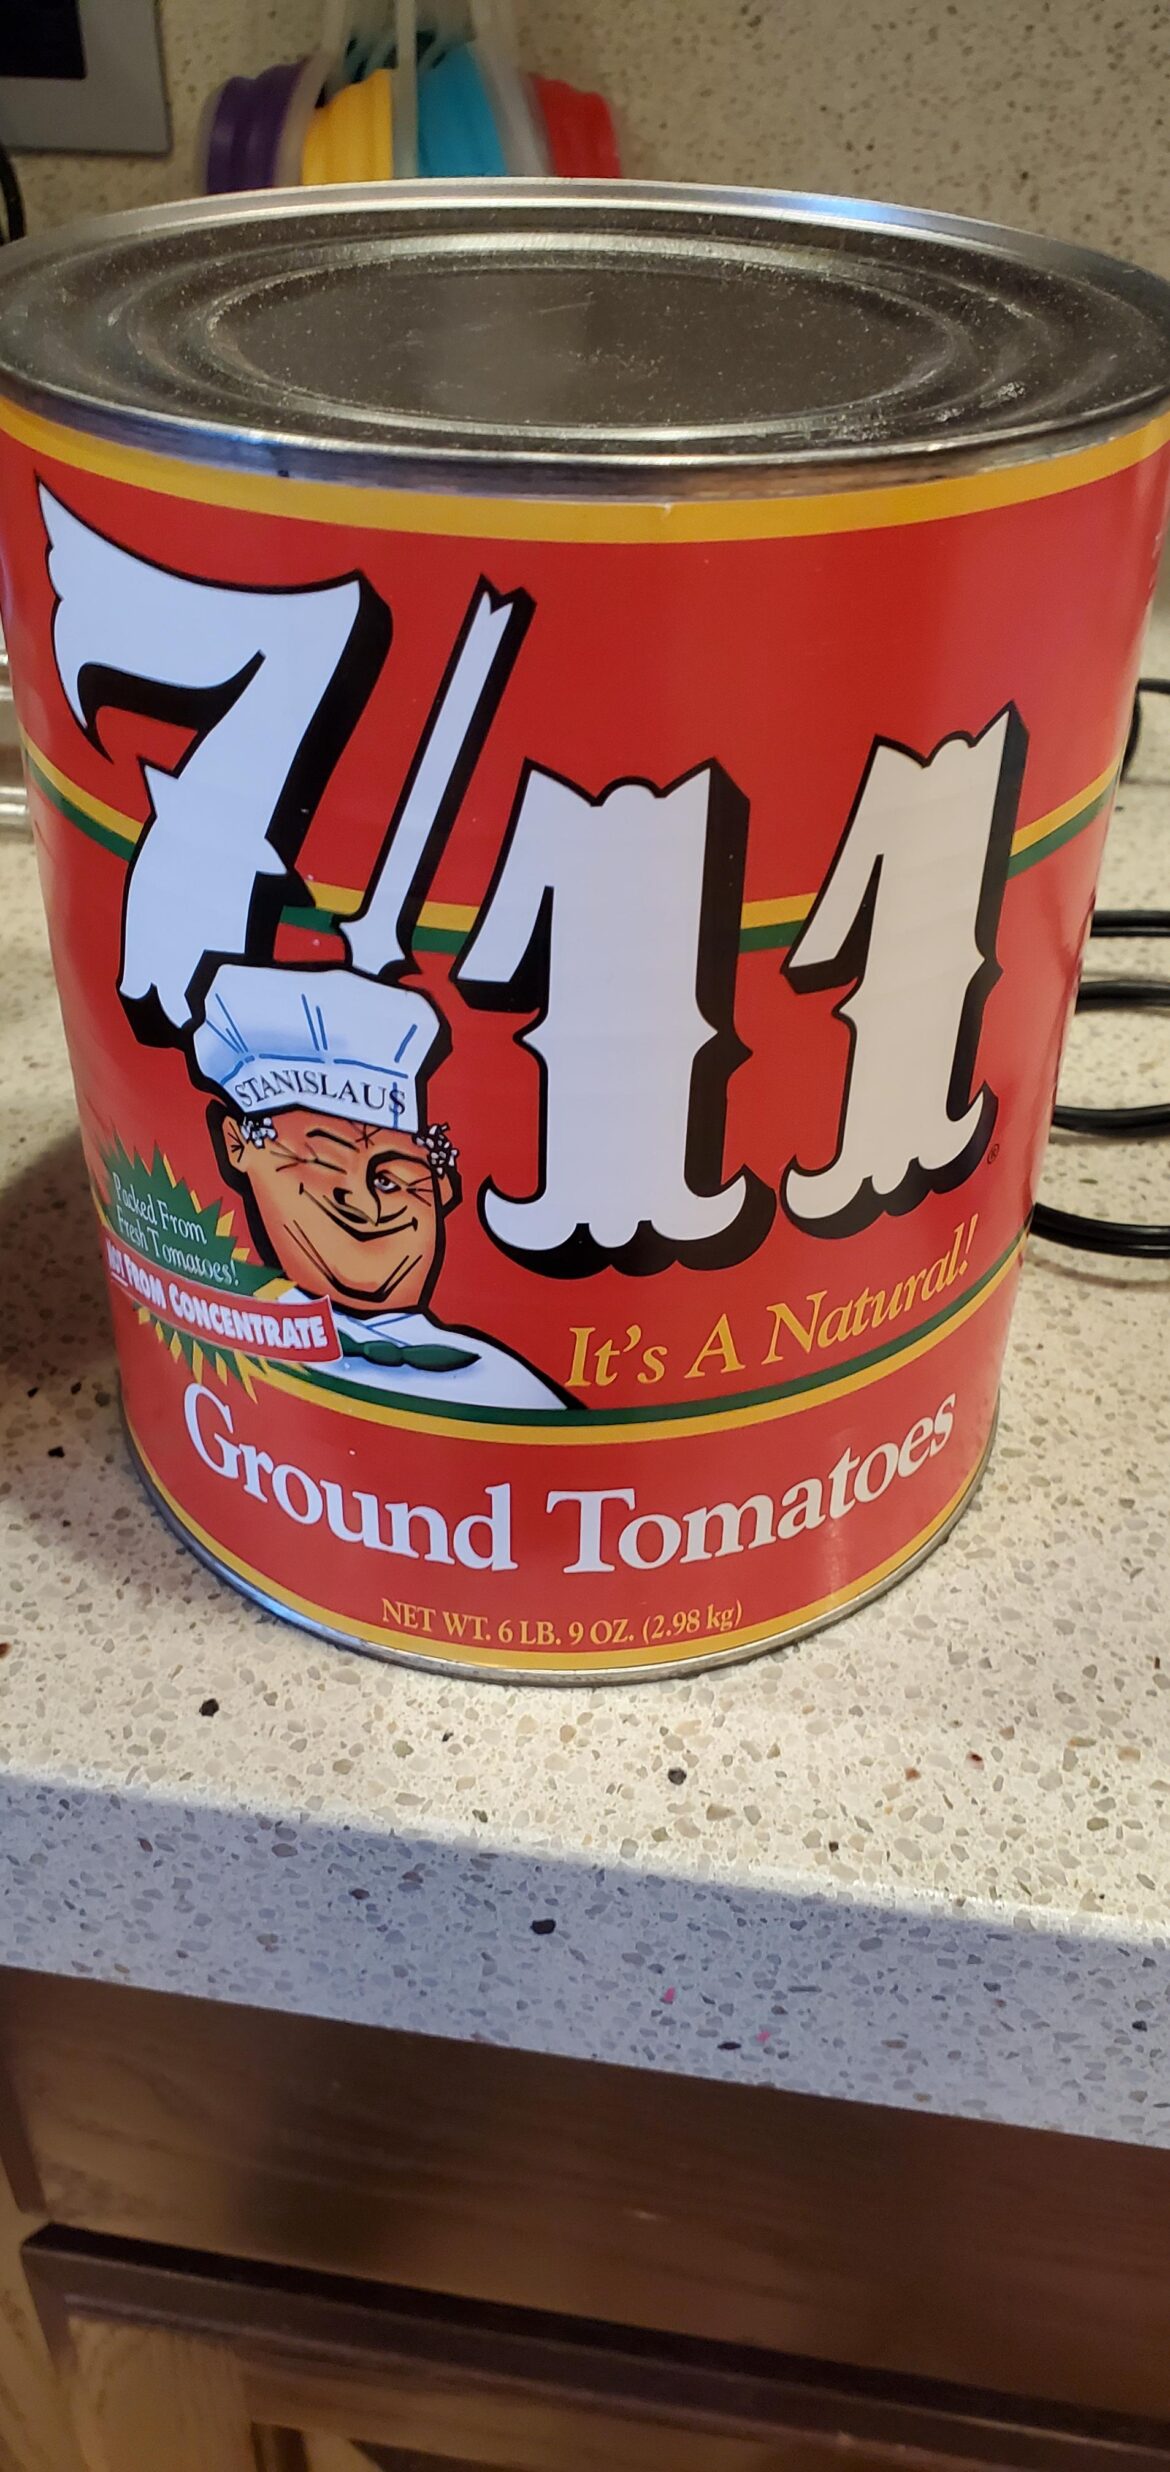 7/11
®
STANISLAUS
Packed From
Fresh Tomatoes!
NOT FROM CONCENTRATE
It's A Natural!
Ground Tomatoes
NET WT. 6 LB. 9 OZ. (2.98 kg)